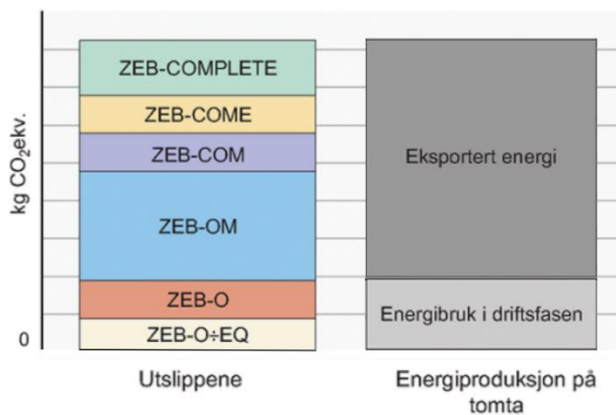 kg CO₂ekv.
0
ZEB-COMPLETE
ZEB-COME
ZEB-COM
ZEB-OM
ZEB-O
ZEB-O÷EQ
Eksportert energi
Energibruk i driftsfasen
Utslippene
Energiproduksjon på
tomta